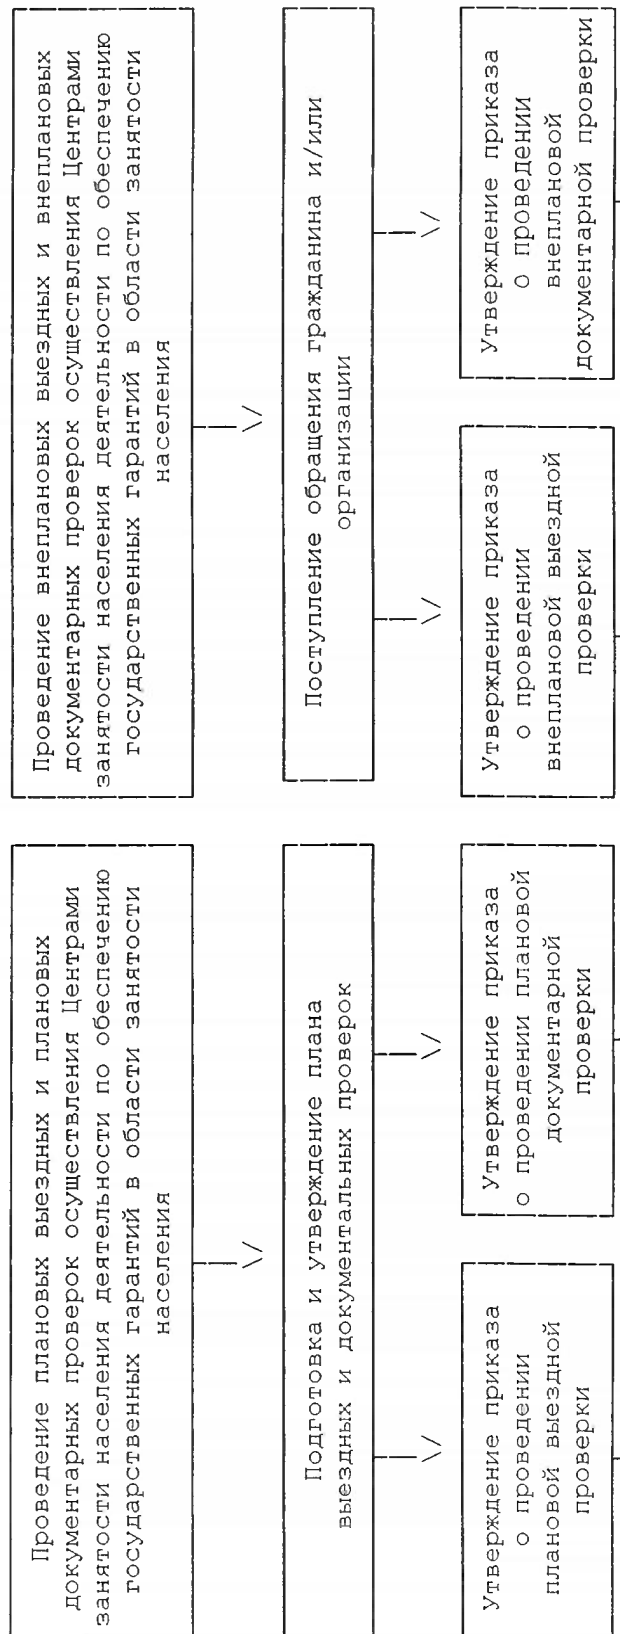 Проведение плановых выездных и плановых
документарных проверок осуществления Центрами
занятости населения деятельности по обеспечению
государственных гарантий в области занятости
населения
Проведение внеплановых выездных и внеплановых
документарных проверок осуществления Центрами
занятости населения деятельности по обеспечению
государственных гарантий в области занятости
населения
Подготовка и утверждение плана
выездных и документальных проверок
Поступление обращения гражданина и/или
организации
Утверждение приказа
о проведении
плановой выездной
проверки
Утверждение приказа
о проведении плановой
документарной
проверки
Утверждение приказа
о проведении
внеплановой выездной
проверки
Утверждение приказа
о проведении
внеплановой
документарной проверки